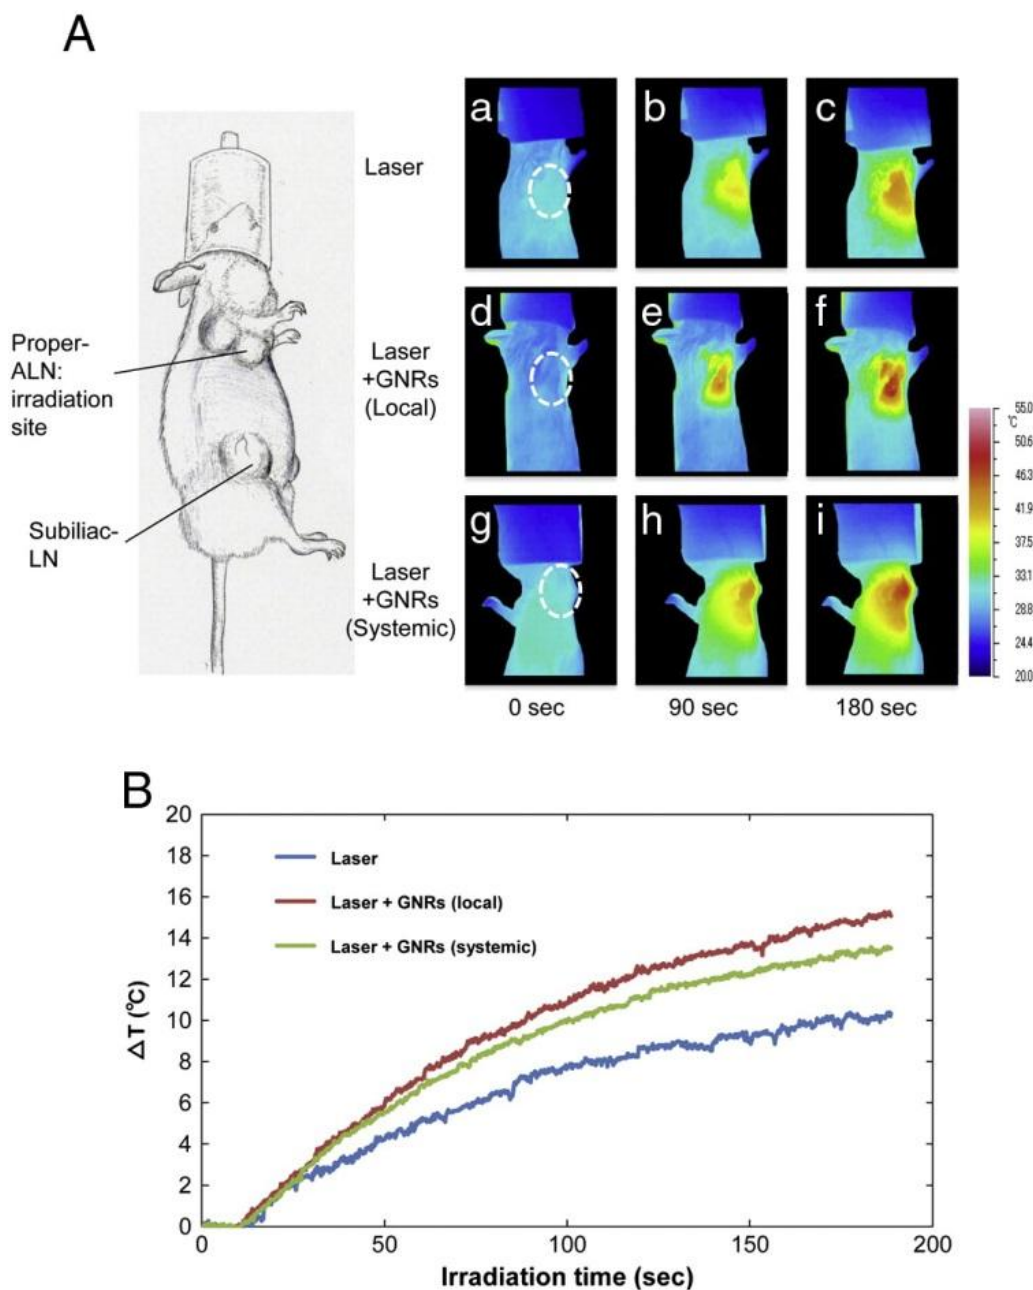 A
Proper-
ALN:
irradiation
site
Subiliac-
LN
Laser
a
b
c
Laser
+GNRs
(Local)
d
e
f
Laser
+GNRs
(Systemic)
g
h
i
0 sec
90 sec
180 sec
55.0
℃
50.6
46.3
41.9
37.5
33.1
28.8
24.4
20.0
B
Laser
Laser + GNRs (local)
Laser + GNRs (systemic)
Δ T (℃)
20
18
16
14
12
10
8
6
4
2
0
0
50
100
150
200
Irradiation time (sec)